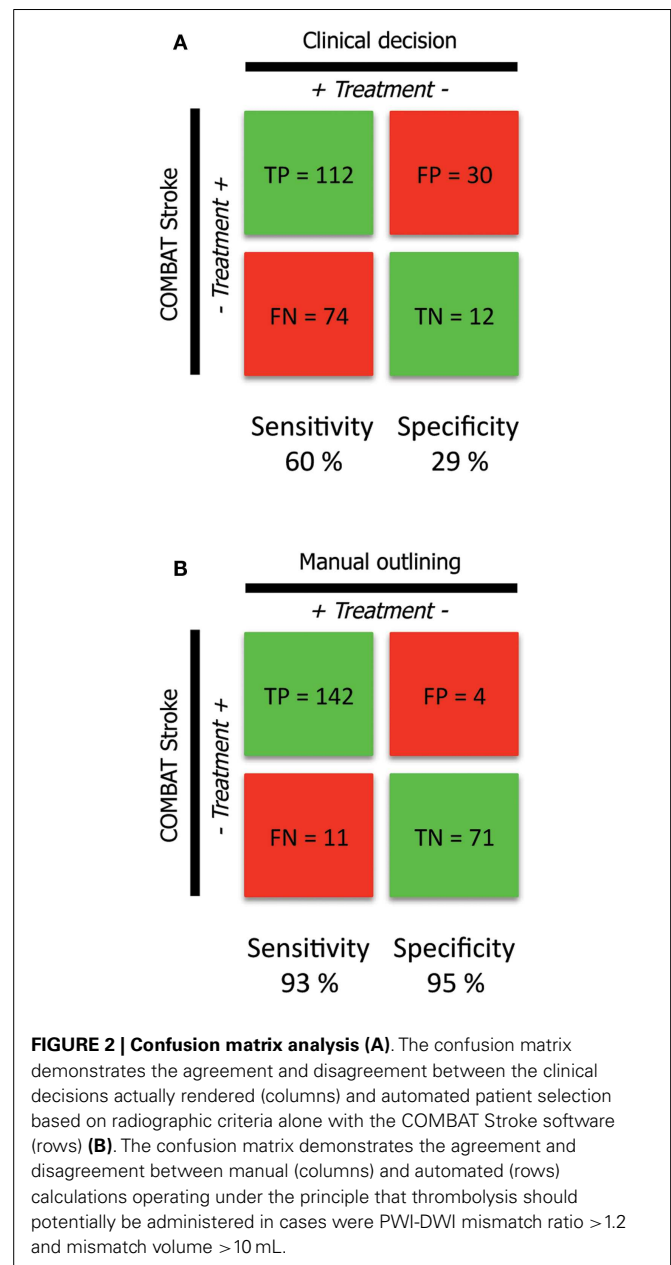 A
Clinical decision
+ Treatment -
COMBAT Stroke
- Treatment +
TP = 112
FP = 30
FN = 74
TN = 12
Sensitivity
60 %
Specificity
29 %
B
Manual outlining
+ Treatment -
COMBAT Stroke
- Treatment +
TP = 142
FP = 4
FN = 11
TN = 71
Sensitivity
93 %
Specificity
95 %
FIGURE 2 | Confusion matrix analysis (A). The confusion matrix
demonstrates the agreement and disagreement between the clinical
decisions actually rendered (columns) and automated patient selection
based on radiographic criteria alone with the COMBAT Stroke software
(rows) (B). The confusion matrix demonstrates the agreement and
disagreement between manual (columns) and automated (rows)
calculations operating under the principle that thrombolysis should
potentially be administered in cases were PWI-DWI mismatch ratio >1.2
and mismatch volume >10 mL.